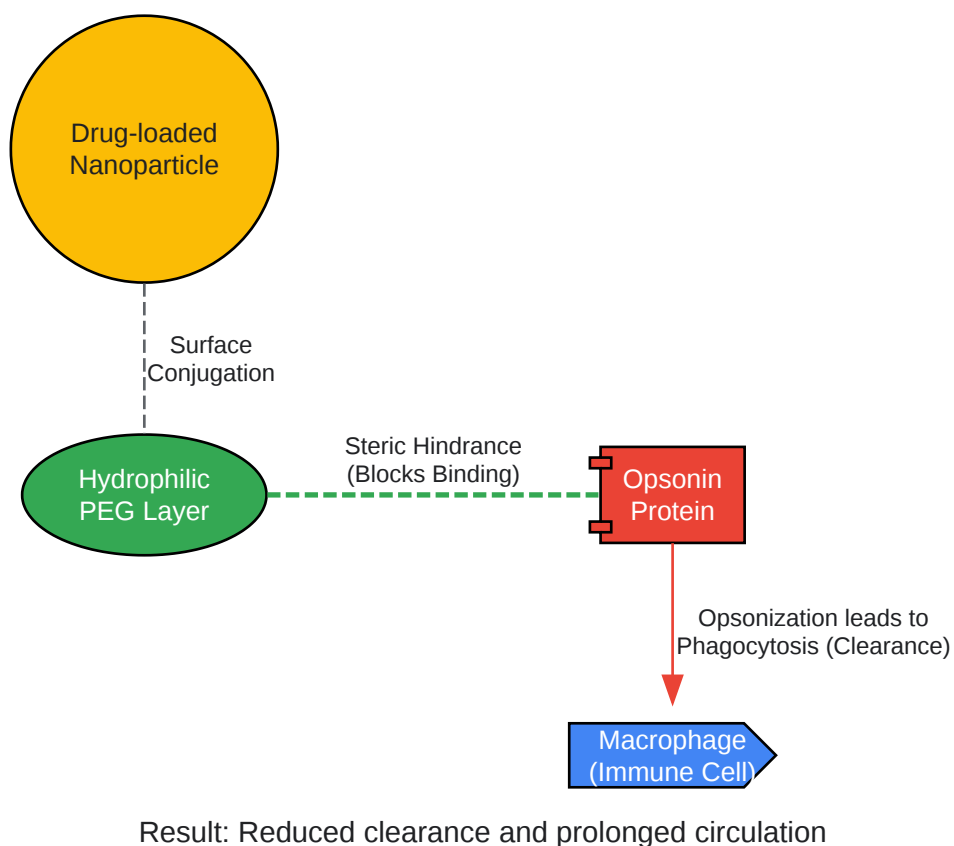 Drug-loaded
Nanoparticle
Surface
Conjugation
Hydrophilic
PEG Layer
Steric Hindrance
(Blocks Binding)
Opsonin
Protein
Opsonization leads to
Phagocytosis (Clearance)
Macrophage
(Immune Cell)
Result: Reduced clearance and prolonged circulation